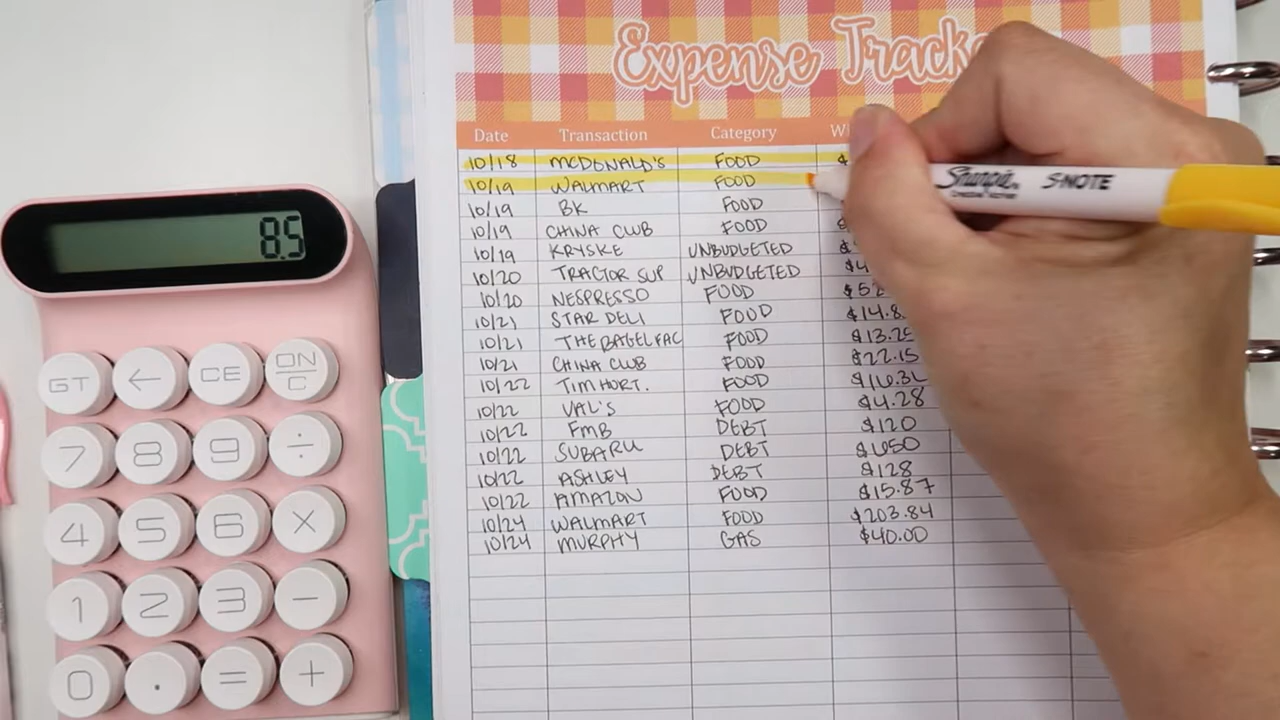 Expense
Date Transaction Category
10/18 MCDONALD'S FOOD $
10/19 WALMART FOOD
10/19 BK FOOD
10/19 CHINA CLUB FOOD
10/19 KRYSKE UNBUDGETED
10/20 TRACTOR SUP UNBUDGETED
10/20 NESPRESSO FOOD
10/21 STAR DELI FOOD
10/21 THE BAGEL FAC FOOD $13.25
10/21 CHINA CLUB FOOD $22.15
10/22 TIM HORT. FOOD
10/22 VAL'S FOOD $4.28
10/22 FMB DEBT $120
10/22 SUBARU DEBT $650
10/22 ASHLEY DEBT $128
10/22 AMAZON FOOD $15.87
10/24 WALMART FOOD $203.84
10/24 MURPHY GAS $40.00
Sharpie S·NOTE
85
GT ← CE ON/C
7 8 9 ÷
4 5 6 ×
1 2 3 −
0 . = +